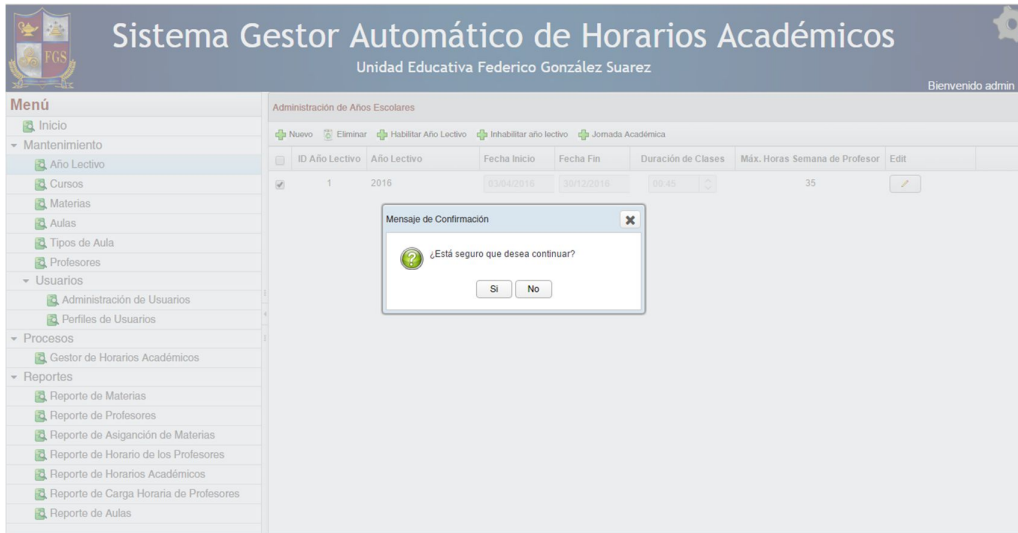 FGS
Sistema Gestor Automático de Horarios Académicos
Unidad Educativa Federico González Suarez
Bienvenido admin
Menú
Inicio
Mantenimiento
Año Lectivo
Cursos
Materias
Aulas
Tipos de Aula
Profesores
Usuarios
Administración de Usuarios
Perfiles de Usuarios
Procesos
Gestor de Horarios Académicos
Reportes
Reporte de Materias
Reporte de Profesores
Reporte de Asiganción de Materias
Reporte de Horario de los Profesores
Reporte de Horarios Académicos
Reporte de Carga Horaria de Profesores
Reporte de Aulas
Administración de Años Escolares
Nuevo Eliminar Habilitar Año Lectivo Inhabilitar año lectivo Jornada Académica
ID Año Lectivo Año Lectivo Fecha Inicio Fecha Fin Duración de Clases Máx. Horas Semana de Profesor Edit
1 2016 03/04/2016 30/12/2016 00:45 35
Mensaje de Confirmación
¿Está seguro que desea continuar?
Si No